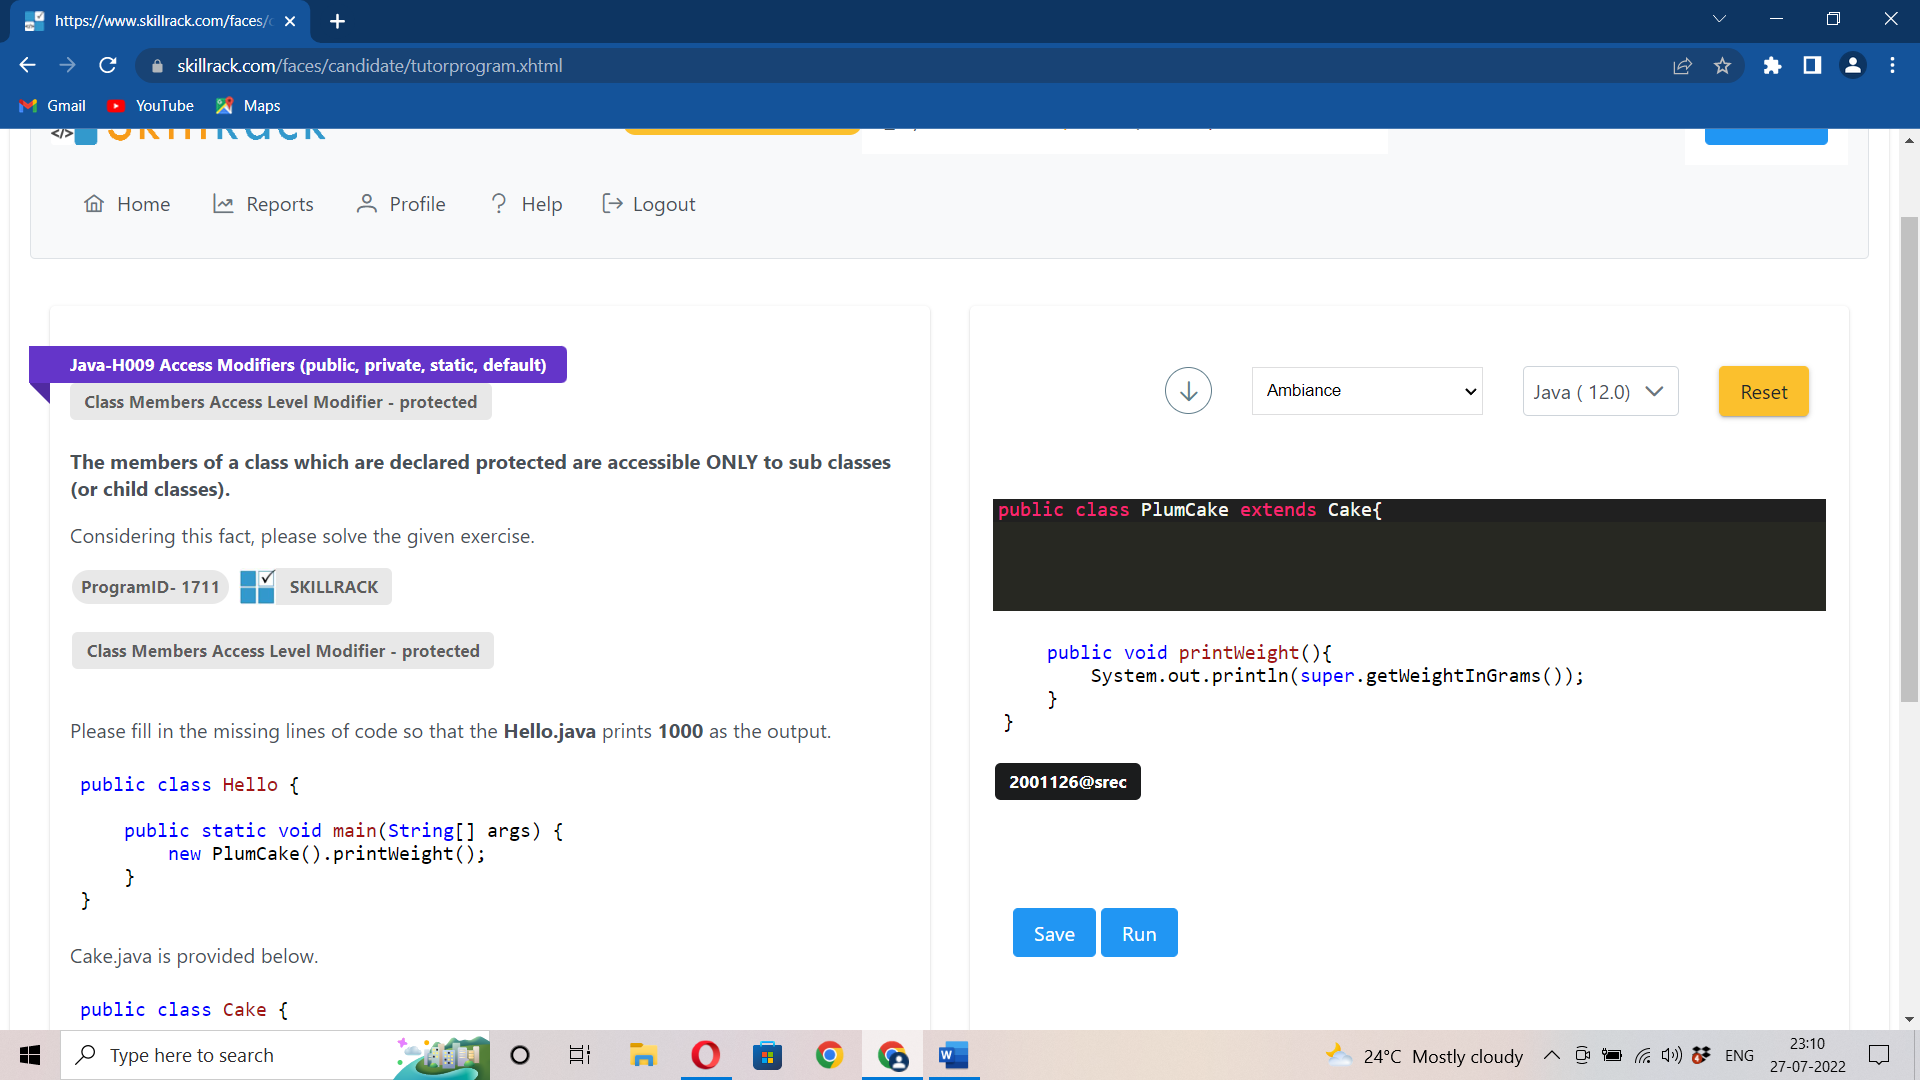 https://www.skillrack.com/faces/c
skillrack.com/faces/candidate/tutorprogram.xhtml
Gmail YouTube Maps
</> SkillRack
Home Reports Profile Help Logout
Java-H009 Access Modifiers (public, private, static, default)
Class Members Access Level Modifier - protected
The members of a class which are declared protected are accessible ONLY to sub classes
(or child classes).
Considering this fact, please solve the given exercise.
ProgramID- 1711 SKILLRACK
Class Members Access Level Modifier - protected
Please fill in the missing lines of code so that the Hello.java prints 1000 as the output.
public class Hello {
public static void main(String[] args) {
new PlumCake().printWeight();
}
}
Cake.java is provided below.
public class Cake {
Ambiance Java ( 12.0) Reset
public class PlumCake extends Cake{
public void printWeight(){
System.out.println(super.getWeightInGrams());
}
}
2001126@srec
Save Run
Type here to search
24°C Mostly cloudy
ENG
23:10
27-07-2022